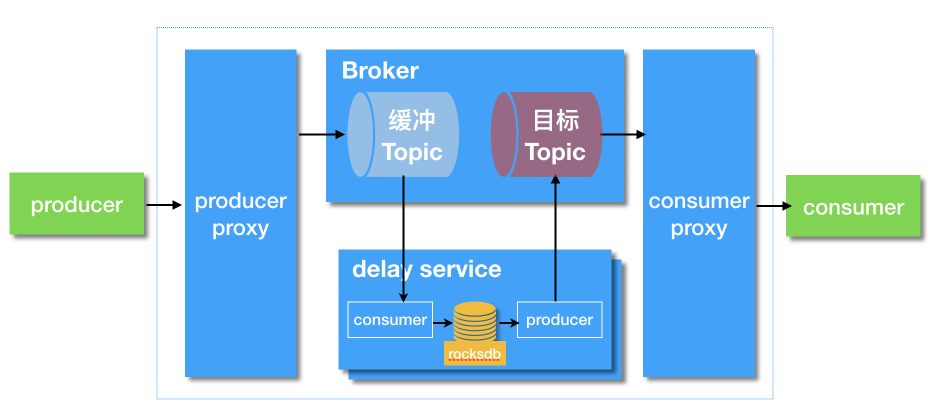 producer
producer
proxy
Broker
缓冲
Topic
目标
Topic
delay service
consumer
rocksdb
producer
consumer
proxy
consumer